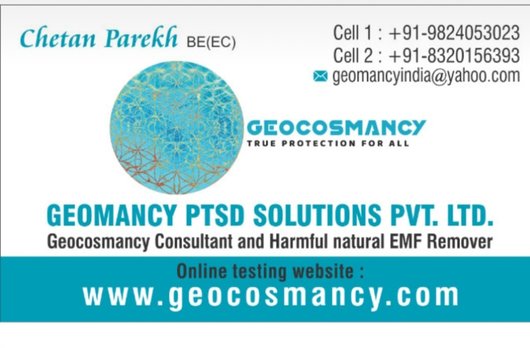 Chetan Parekh BE(EC)
Cell 1 : +91-9824053023
Cell 2 : +91-8320156393
geomancyindia@yahoo.com
GEOCOSMANCY
TRUE PROTECTION FOR ALL
GEOMANCY PTSD SOLUTIONS PVT. LTD.
Geocosmancy Consultant and Harmful natural EMF Remover
Online testing website :
www.geocosmancy.com